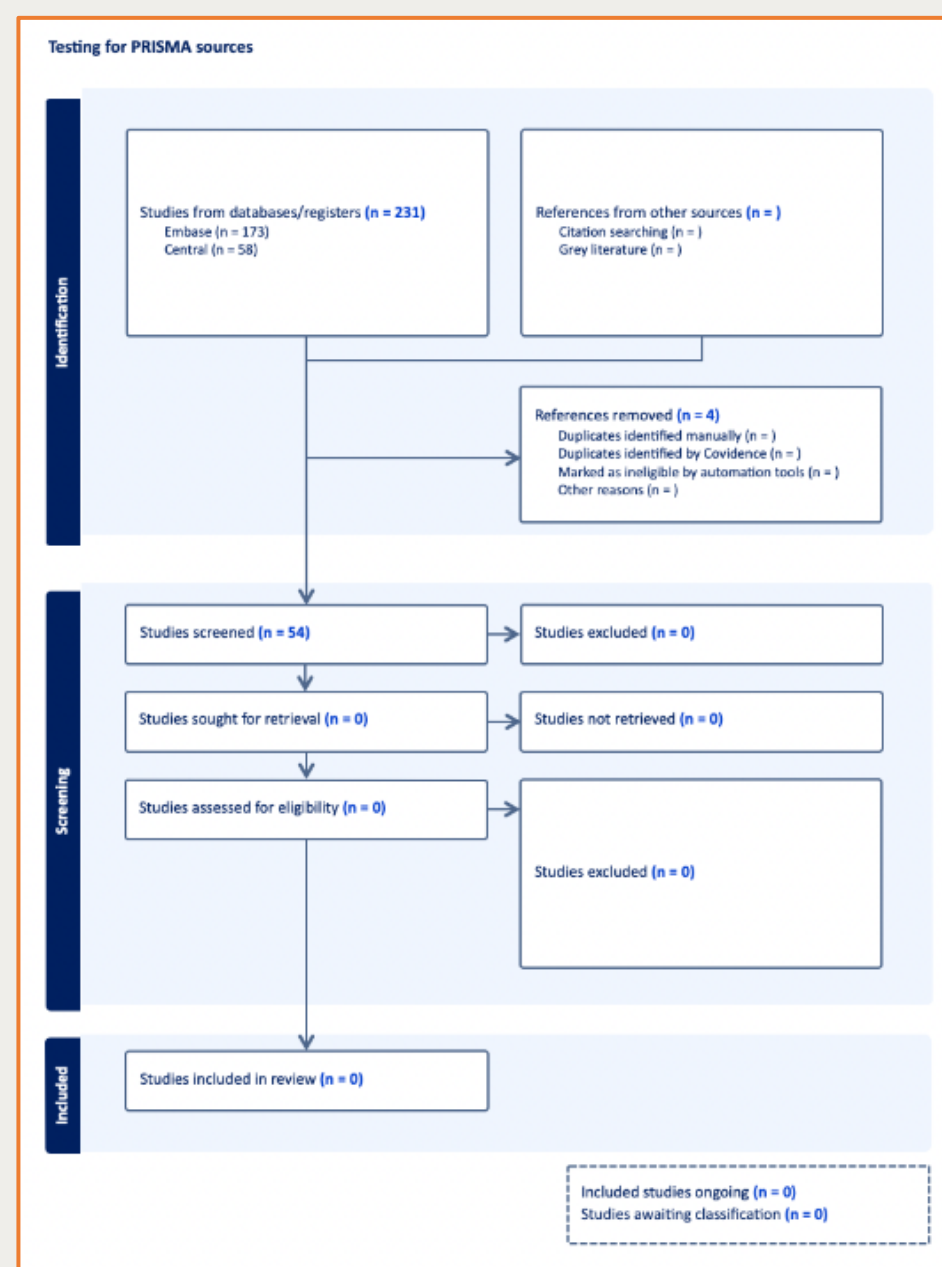 Testing for PRISMA sources
Identification
Studies from databases/registers (n = 231)
Embase (n = 173)
Central (n = 58)
References from other sources (n = )
Citation searching (n = )
Grey literature (n = )
References removed (n = 4)
Duplicates identified manually (n = )
Duplicates identified by Covidence (n = )
Marked as ineligible by automation tools (n = )
Other reasons (n = )
Screening
Studies screened (n = 54)
Studies excluded (n = 0)
Studies sought for retrieval (n = 0)
Studies not retrieved (n = 0)
Studies assessed for eligibility (n = 0)
Studies excluded (n = 0)
Included
Studies included in review (n = 0)
Included studies ongoing (n = 0)
Studies awaiting classification (n = 0)